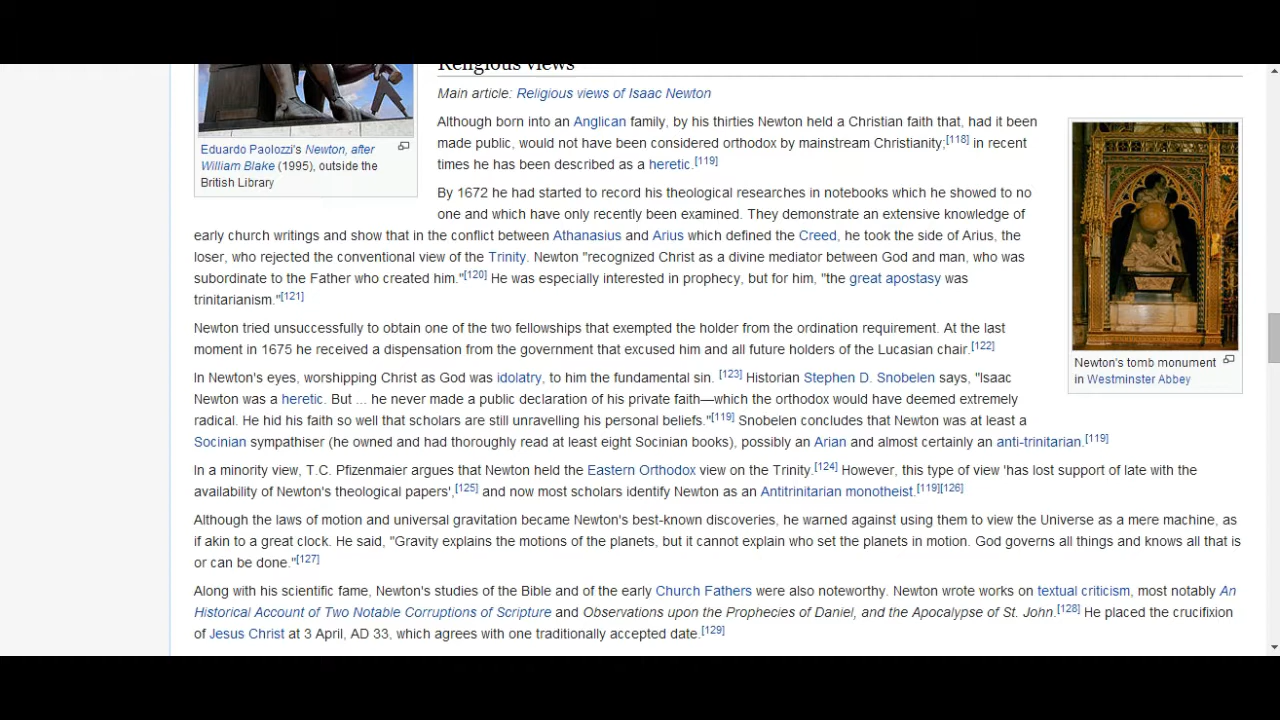 Religious views
Main article: Religious views of Isaac Newton
Although born into an Anglican family, by his thirties Newton held a Christian faith that, had it been
made public, would not have been considered orthodox by mainstream Christianity;[118] in recent
times he has been described as a heretic.[119]
Eduardo Paolozzi's Newton, after
William Blake (1995), outside the
British Library
By 1672 he had started to record his theological researches in notebooks which he showed to no
one and which have only recently been examined. They demonstrate an extensive knowledge of
early church writings and show that in the conflict between Athanasius and Arius which defined the Creed, he took the side of Arius, the
loser, who rejected the conventional view of the Trinity. Newton "recognized Christ as a divine mediator between God and man, who was
subordinate to the Father who created him."[120] He was especially interested in prophecy, but for him, "the great apostasy was
trinitarianism."[121]
Newton tried unsuccessfully to obtain one of the two fellowships that exempted the holder from the ordination requirement. At the last
moment in 1675 he received a dispensation from the government that excused him and all future holders of the Lucasian chair.[122]
Newton's tomb monument
in Westminster Abbey
In Newton's eyes, worshipping Christ as God was idolatry, to him the fundamental sin. [123] Historian Stephen D. Snobelen says, "Isaac
Newton was a heretic. But ... he never made a public declaration of his private faith—which the orthodox would have deemed extremely
radical. He hid his faith so well that scholars are still unravelling his personal beliefs."[119] Snobelen concludes that Newton was at least a
Socinian sympathiser (he owned and had thoroughly read at least eight Socinian books), possibly an Arian and almost certainly an anti-trinitarian.[119]
In a minority view, T.C. Pfizenmaier argues that Newton held the Eastern Orthodox view on the Trinity.[124] However, this type of view 'has lost support of late with the
availability of Newton's theological papers',[125] and now most scholars identify Newton as an Antitrinitarian monotheist.[119][126]
Although the laws of motion and universal gravitation became Newton's best-known discoveries, he warned against using them to view the Universe as a mere machine, as
if akin to a great clock. He said, "Gravity explains the motions of the planets, but it cannot explain who set the planets in motion. God governs all things and knows all that is
or can be done."[127]
Along with his scientific fame, Newton's studies of the Bible and of the early Church Fathers were also noteworthy. Newton wrote works on textual criticism, most notably An
Historical Account of Two Notable Corruptions of Scripture and Observations upon the Prophecies of Daniel, and the Apocalypse of St. John.[128] He placed the crucifixion
of Jesus Christ at 3 April, AD 33, which agrees with one traditionally accepted date.[129]